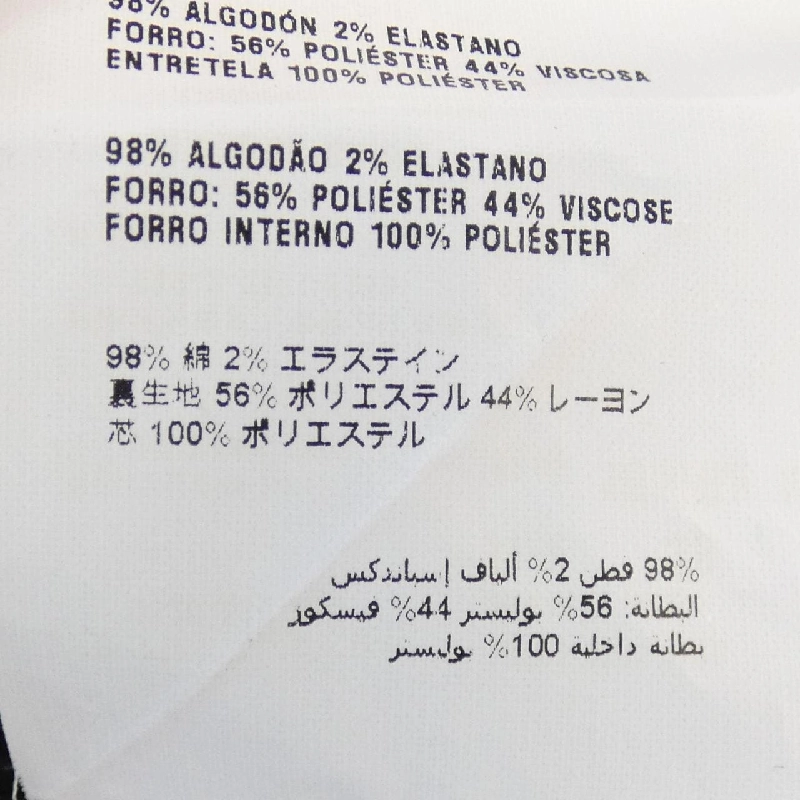 98% ALGODÓN 2% ELASTANO
FORRO: 56% POLIÉSTER 44% VISCOSA
ENTRETELA 100% POLIÉSTER
98% ALGODÃO 2% ELASTANO
FORRO: 56% POLIÉSTER 44% VISCOSE
FORRO INTERNO 100% POLIÉSTER
98% 綿 2% エラステイン
裏生地 56% ポリエステル 44% レーヨン
芯 100% ポリエステル
98% قطن 2% ألياف إسباندكس
البطانة: 56% بوليستر 44% فيسكوز
بطانة داخلية 100% بوليستر